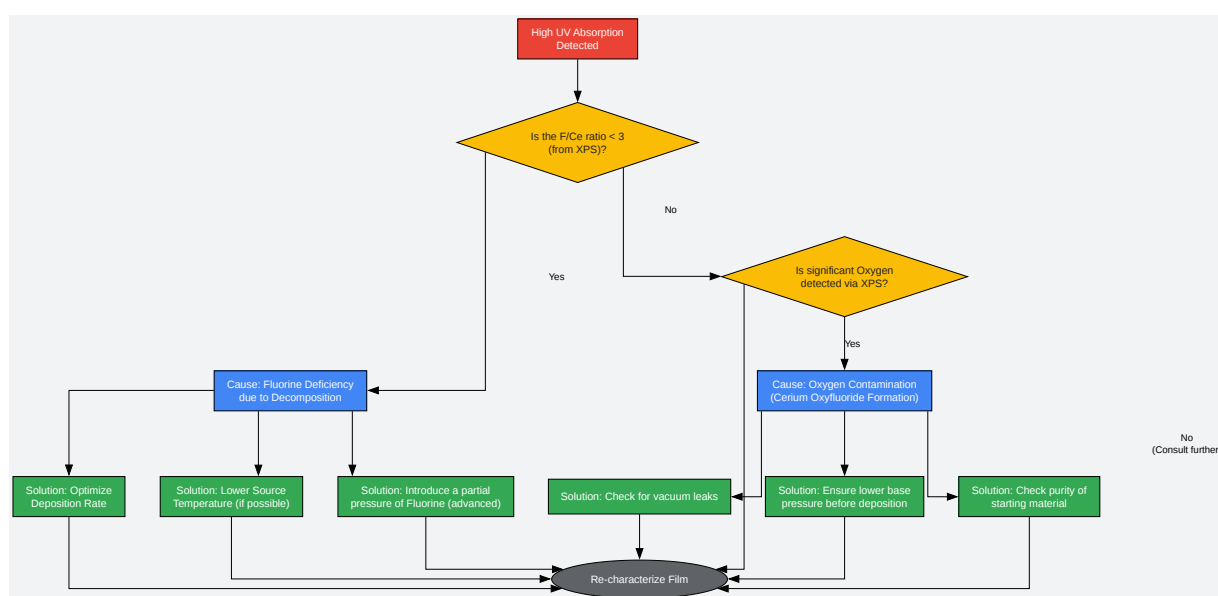 High UV Absorption
Detected
Is the F/Ce ratio < 3
(from XPS)?
No
Is significant Oxygen
detected via XPS?
Yes
Yes
Cause: Fluorine Deficiency
due to Decomposition
Cause: Oxygen Contamination
(Cerium Oxyfluoride Formation)
No
(Consult further
Solution: Optimize
Deposition Rate
Solution: Lower Source
Temperature (if possible)
Solution: Introduce a partial
pressure of Fluorine (advanced)
Solution: Check for vacuum leaks
Solution: Ensure lower base
pressure before deposition
Solution: Check purity of
starting material
Re-characterize Film